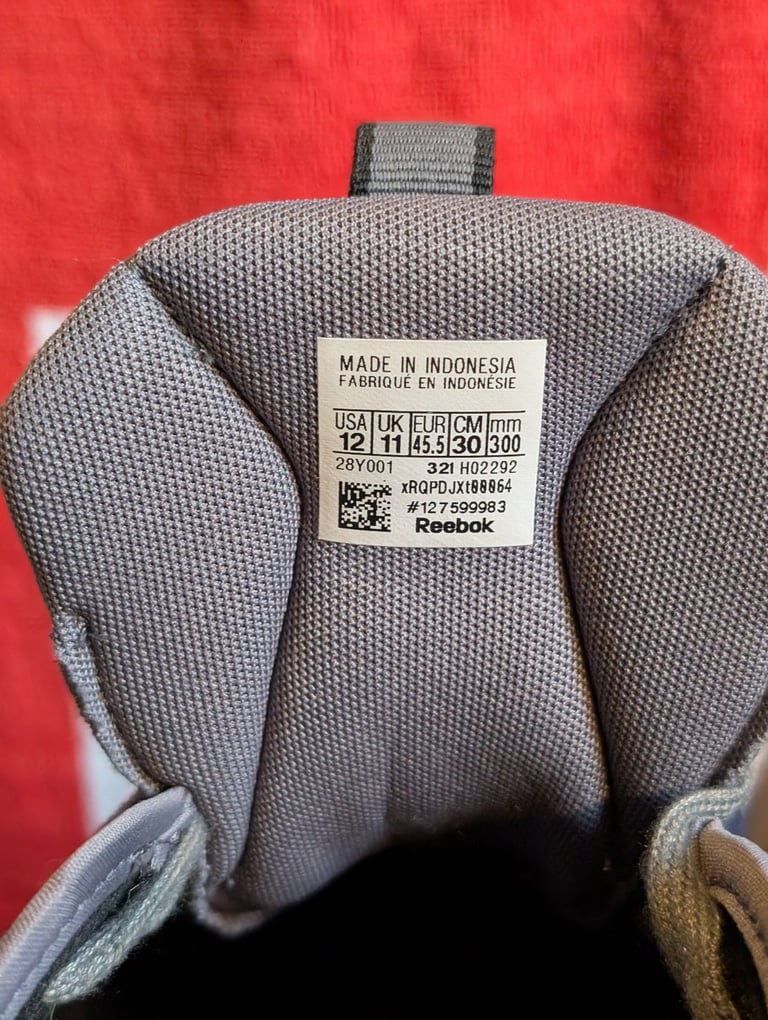 MADE IN INDONESIA
FABRIQUÉ EN INDONÉSIE
USA UK EUR CM mm
12 11 45.5 30 300
28Y001 321 H02292
xRQPDJXt00064
#127599983
Reebok